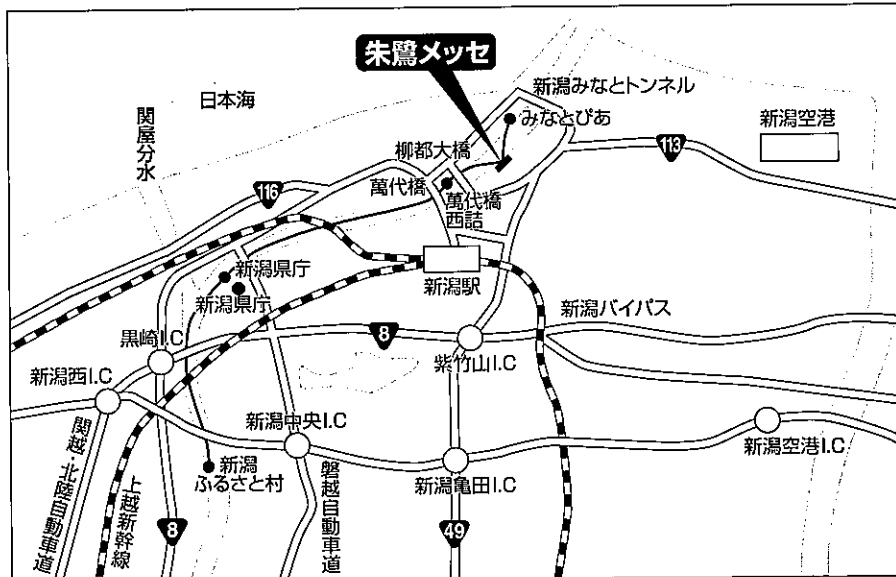 朱鷺メッセ
日本海
関屋分水
新潟みなとトンネル
みなとぴあ
新潟空港
113
柳都大橋
116
萬代橋
萬代橋
西詰
新潟県庁
新潟県庁
新潟駅
新潟バイパス
8
黒崎I.C
紫竹山I.C
新潟西I.C
新潟中央I.C
新潟空港I.C
新潟
ふるさと村
新潟亀田I.C
関越・北陸自動車道
上越新幹線
8
磐越自動車道
49